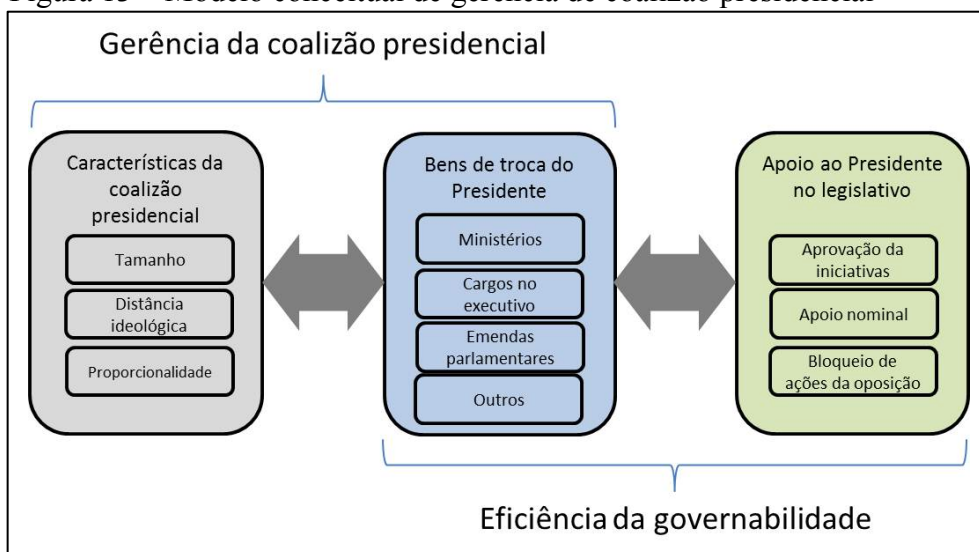 Figura – Modelo conceitual de gerência de coalizão presidencial
Gerência da coalizão presidencial
Características da
coalizão
presidencial
Tamanho
Distância
ideológica
Proporcionalidade
Bens de troca do
Presidente
Ministérios
Cargos no
executivo
Emendas
parlamentares
Outros
Apoio ao Presidente
no legislativo
Aprovação da
iniciativas
Apoio nominal
Bloqueio de
ações da oposição
Eficiência da governabilidade